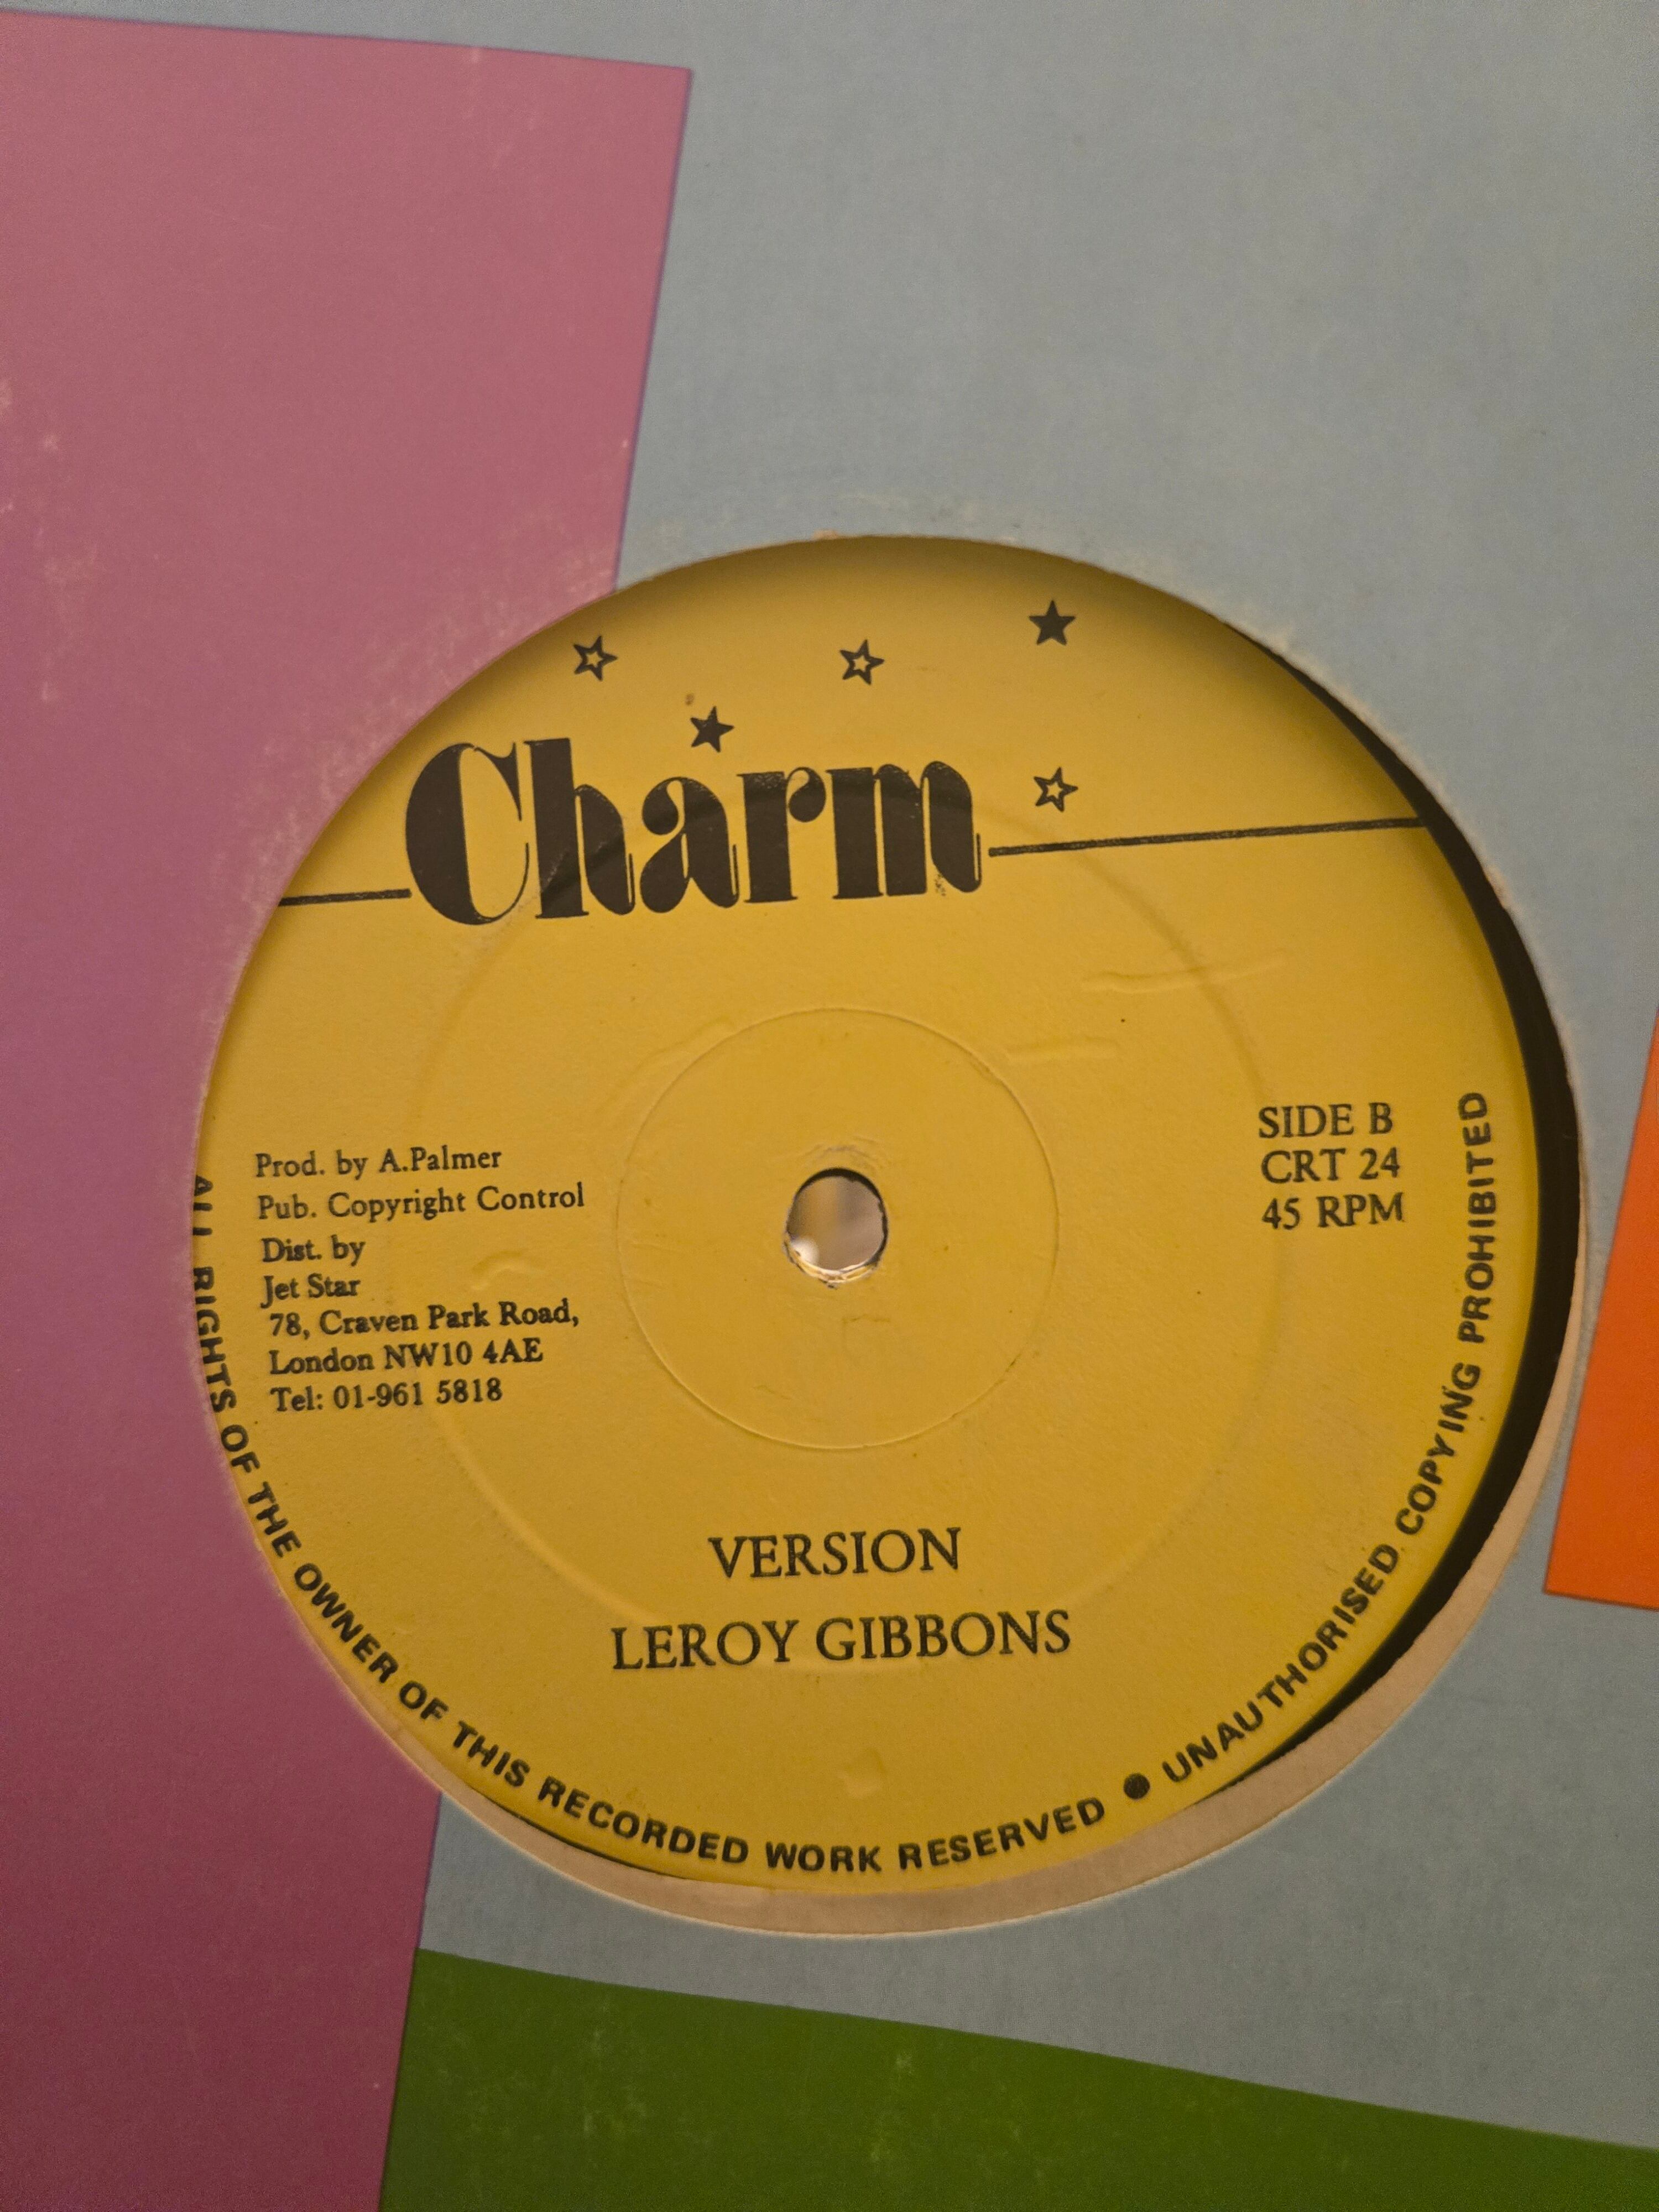 Charm
Prod. by A.Palmer
Pub. Copyright Control
Dist. by
Jet Star
78, Craven Park Road,
London NW10 4AE
Tel: 01-961 5818
SIDE B
CRT 24
45 RPM
VERSION
LEROY GIBBONS
ALL RIGHTS OF THE OWNER OF THIS RECORDED WORK RESERVED ● UNAUTHORISED COPYING PROHIBITED